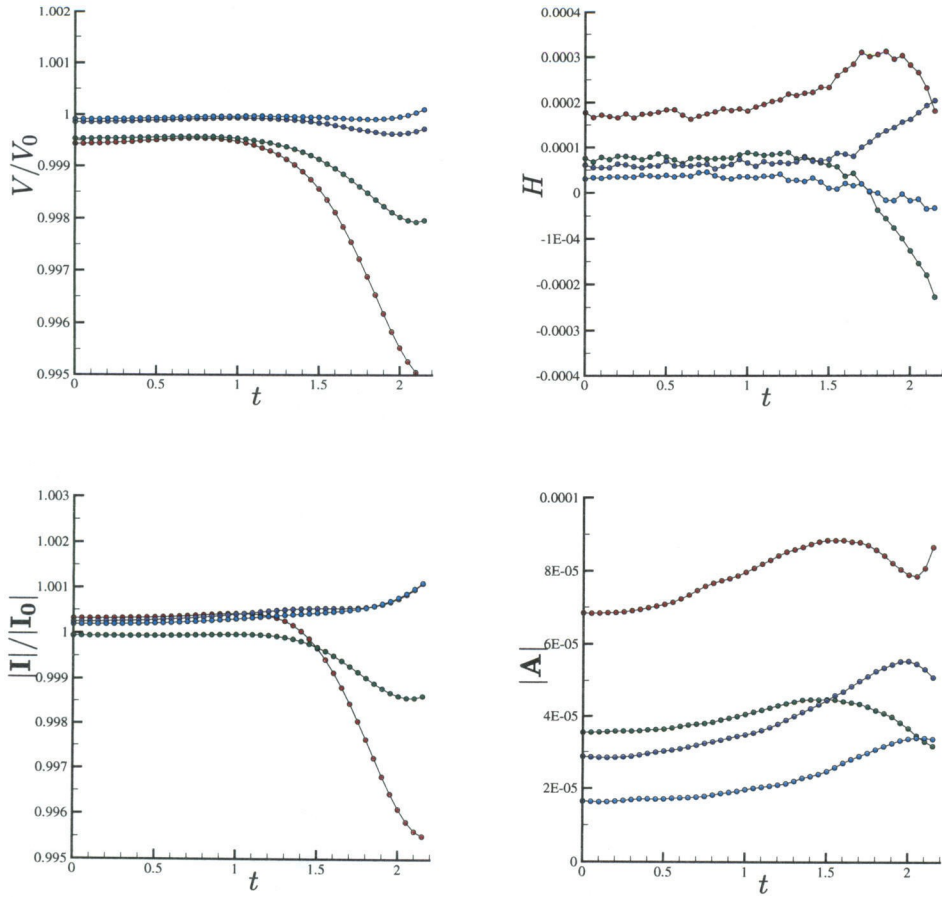 1.002
1.001
1
0.999
0.998
0.997
0.996
0.995
V/V₀
0 0.5 1 1.5 2
t
0.0004
0.0003
0.0002
0.0001
0
-1E-04
-0.0002
-0.0003
-0.0004
H
0 0.5 1 1.5 2
t
1.003
1.002
1.001
1
0.999
0.998
0.997
0.996
0.995
|I|/|I₀|
0 0.5 1 1.5 2
t
0.0001
8E-05
6E-05
4E-05
2E-05
0
|A|
0 0.5 1 1.5 2
t